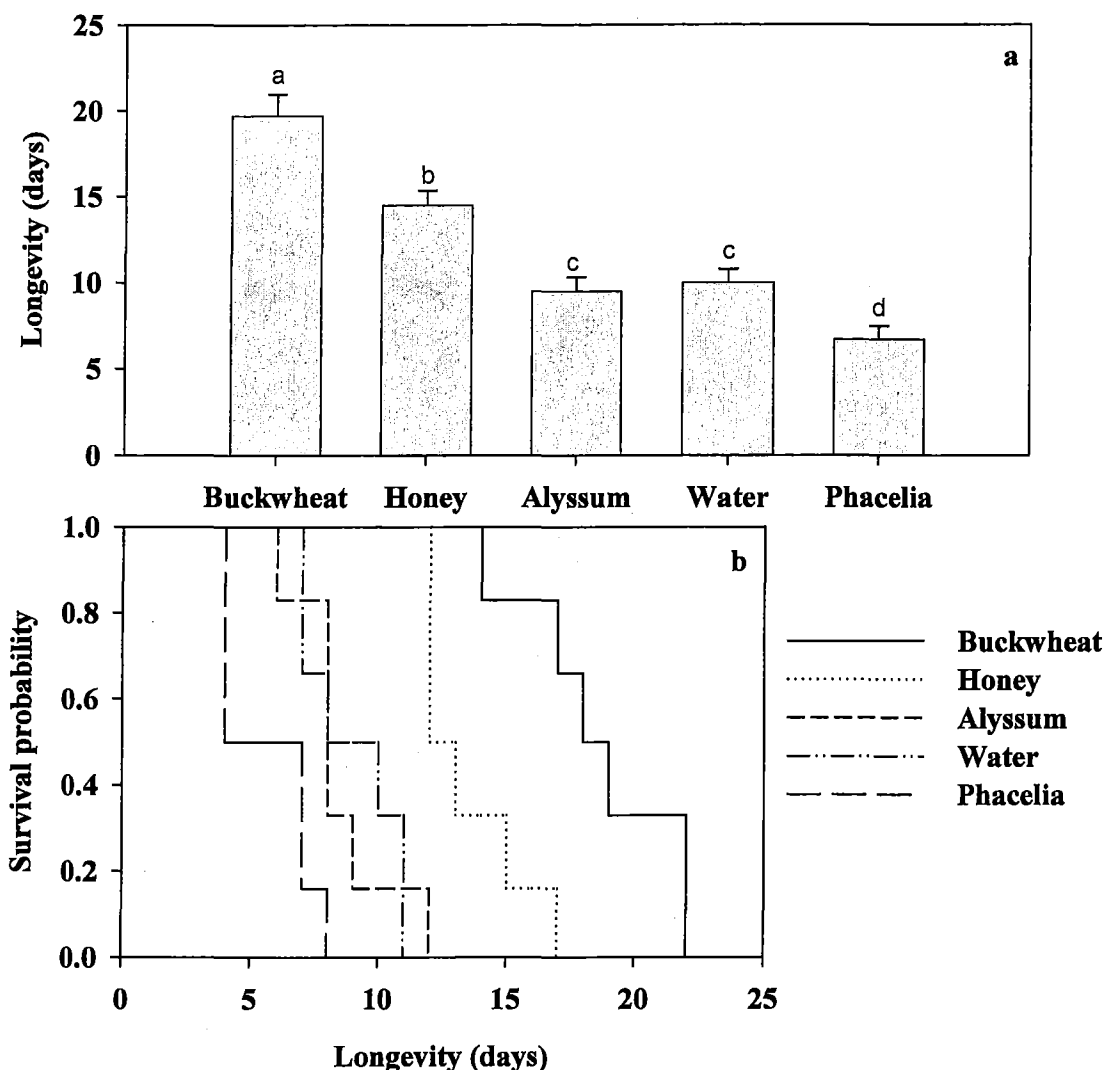 25
20
15
10
5
0
Longevity (days)
a
a
b
c
c
d
Buckwheat Honey Alyssum Water Phacelia
1.0
0.8
0.6
0.4
0.2
0.0
Survival probability
b
0 5 10 15 20 25
Longevity (days)
Buckwheat
Honey
Alyssum
Water
Phacelia